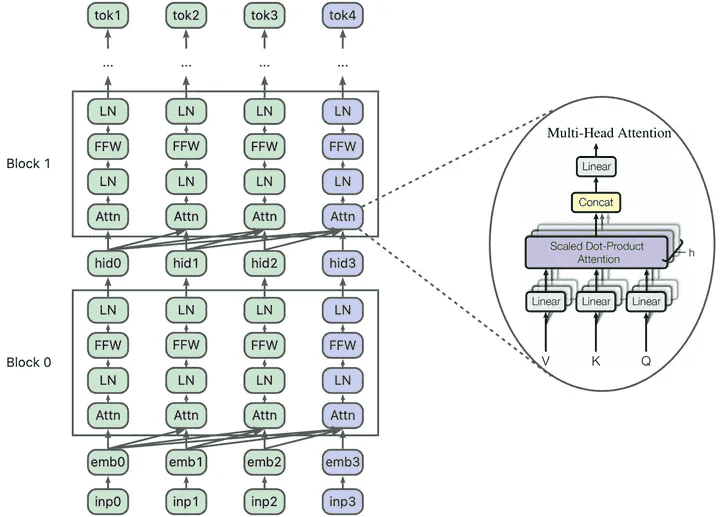 tok1 tok2 tok3 tok4
... ... ... ...
LN LN LN LN
FFW FFW FFW FFW
Block 1
LN LN LN LN
Attn Attn Attn Attn
hid0 hid1 hid2 hid3
LN LN LN LN
FFW FFW FFW FFW
Block 0
LN LN LN LN
Attn Attn Attn Attn
emb0 emb1 emb2 emb3
inp0 inp1 inp2 inp3
Multi-Head Attention
Linear
Concat
Scaled Dot-Product
Attention
h
Linear Linear Linear
V K Q